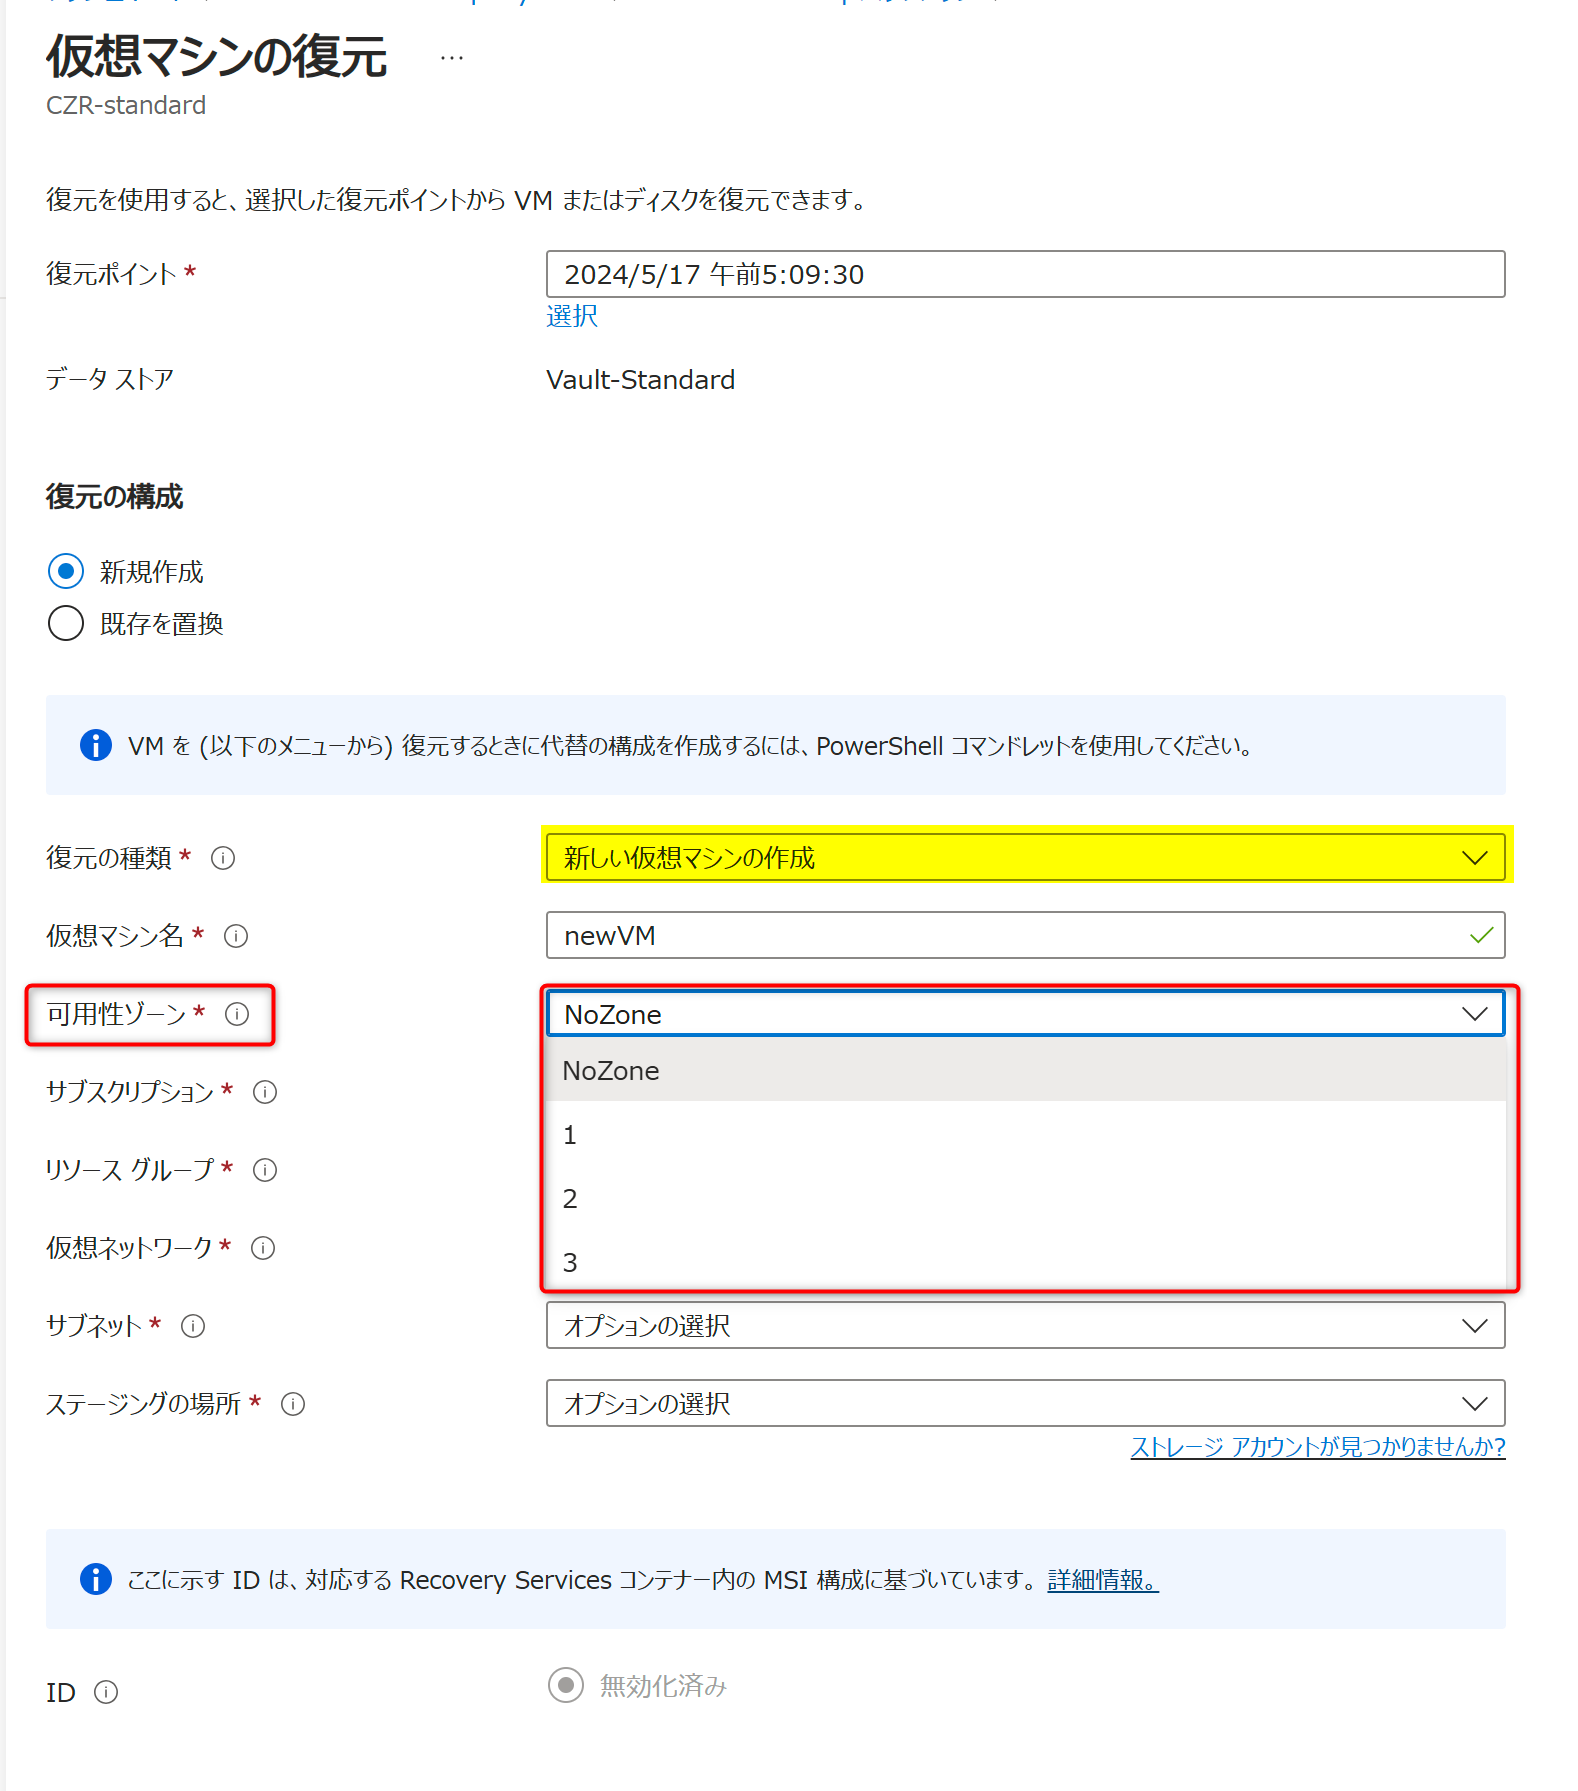 仮想マシンの復元 …
CZR-standard
復元を使用すると、選択した復元ポイントから VM またはディスクを復元できます。
復元ポイント * 2024/5/17 午前5:09:30
選択
データ ストア Vault-Standard
復元の構成
新規作成
既存を置換
VM を (以下のメニューから) 復元するときに代替の構成を作成するには、PowerShell コマンドレットを使用してください。
復元の種類 * 新しい仮想マシンの作成
仮想マシン名 * newVM
可用性ゾーン * NoZone
NoZone
サブスクリプション *
1
リソース グループ *
2
仮想ネットワーク *
3
サブネット * オプションの選択
ステージングの場所 * オプションの選択
ストレージ アカウントが見つかりませんか?
ここに示す ID は、対応する Recovery Services コンテナー内の MSI 構成に基づいています。 詳細情報。
ID 無効化済み